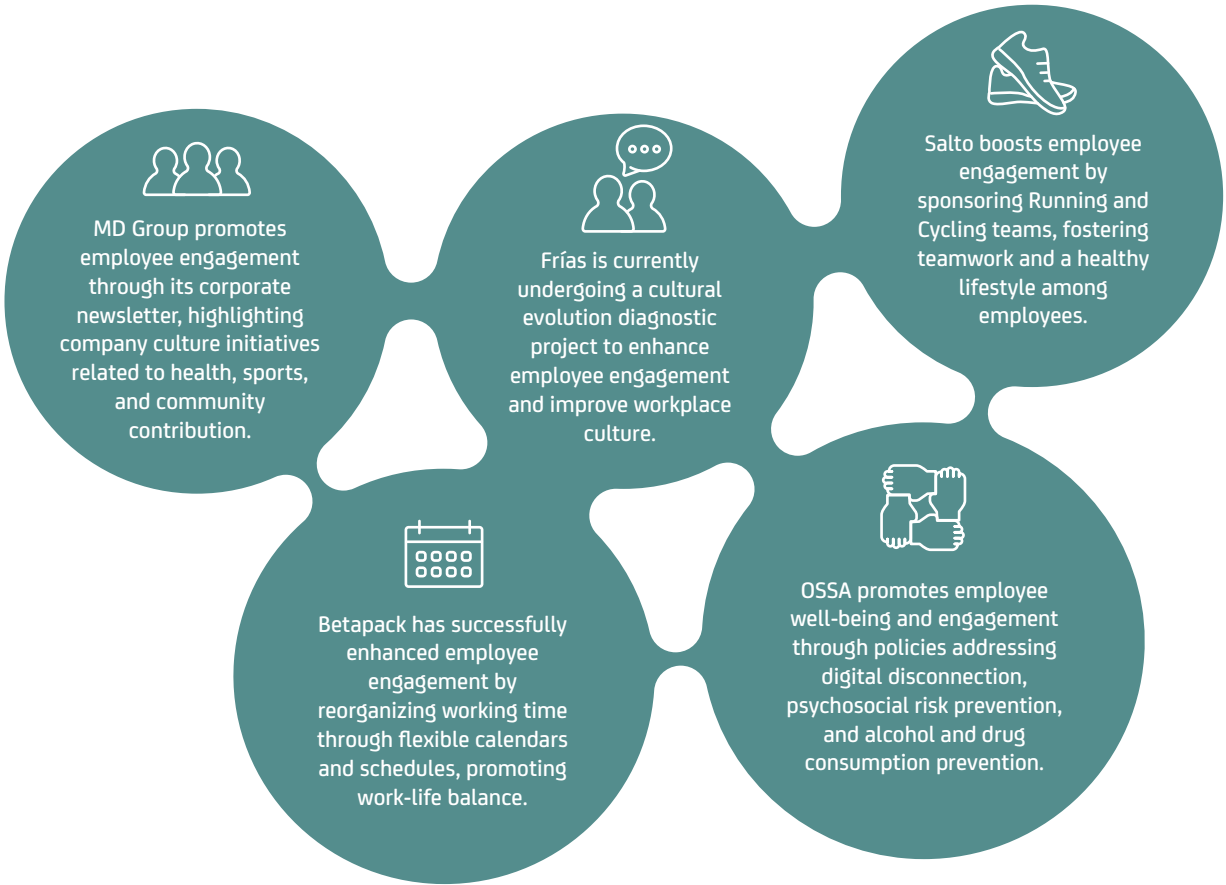 MD Group promotes
employee engagement
through its corporate
newsletter, highlighting
company culture initiatives
related to health, sports,
and community
contribution.
Frías is currently
undergoing a cultural
evolution diagnostic
project to enhance
employee engagement
and improve workplace
culture.
Salto boosts employee
engagement by
sponsoring Running and
Cycling teams, fostering
teamwork and a healthy
lifestyle among
employees.
Betapack has successfully
enhanced employee
engagement by
reorganizing working time
through flexible calendars
and schedules, promoting
work-life balance.
OSSA promotes employee
well-being and engagement
through policies addressing
digital disconnection,
psychosocial risk prevention,
and alcohol and drug
consumption prevention.